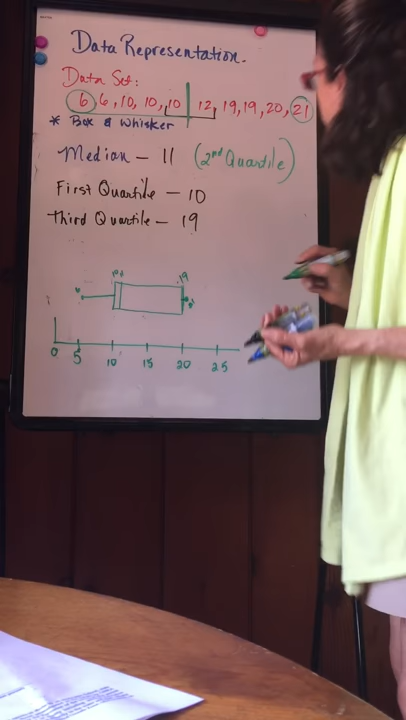 Data Representation.
Data Set:
6, 6, 10, 10, 10 12, 19, 19, 20, 21
* Box & Whisker
Median - 11 (2nd Quartile)
First Quartile - 10
Third Quartile - 19
19
0 5 10 15 20 25